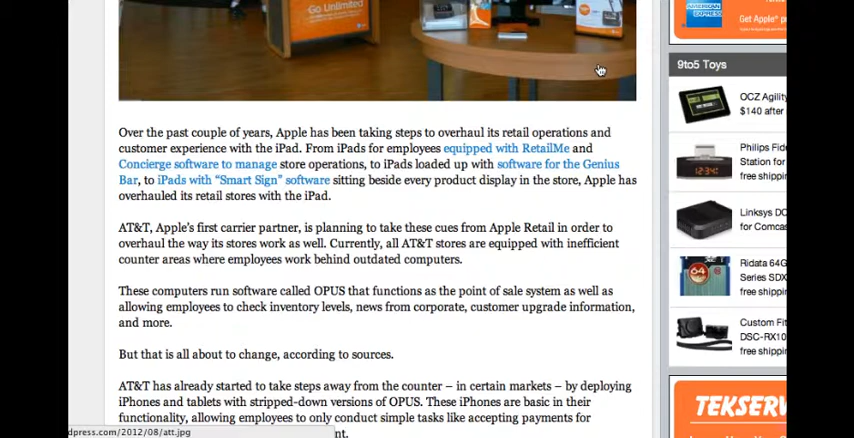 Go Unlimited
AMERICAN
EXPRESS
Get Apple® p
9to5 Toys
OCZ Agility
$140 after
Philips Fid
Station for
free shippin
Linksys DC
for Comcas
Ridata 64G
Series SDX
free shippin
Custom Fit
DSC-RX10
free shippin
Over the past couple of years, Apple has been taking steps to overhaul its retail operations and
customer experience with the iPad. From iPads for employees equipped with RetailMe and
Concierge software to manage store operations, to iPads loaded up with software for the Genius
Bar, to iPads with “Smart Sign” software sitting beside every product display in the store, Apple has
overhauled its retail stores with the iPad.
AT&T, Apple’s first carrier partner, is planning to take these cues from Apple Retail in order to
overhaul the way its stores work as well. Currently, all AT&T stores are equipped with inefficient
counter areas where employees work behind outdated computers.
These computers run software called OPUS that functions as the point of sale system as well as
allowing employees to check inventory levels, news from corporate, customer upgrade information,
and more.
But that is all about to change, according to sources.
AT&T has already started to take steps away from the counter – in certain markets – by deploying
iPhones and tablets with stripped-down versions of OPUS. These iPhones are basic in their
functionality, allowing employees to only conduct simple tasks like accepting payments for
nt.
dpress.com/2012/08/att.jpg
TEKSERV